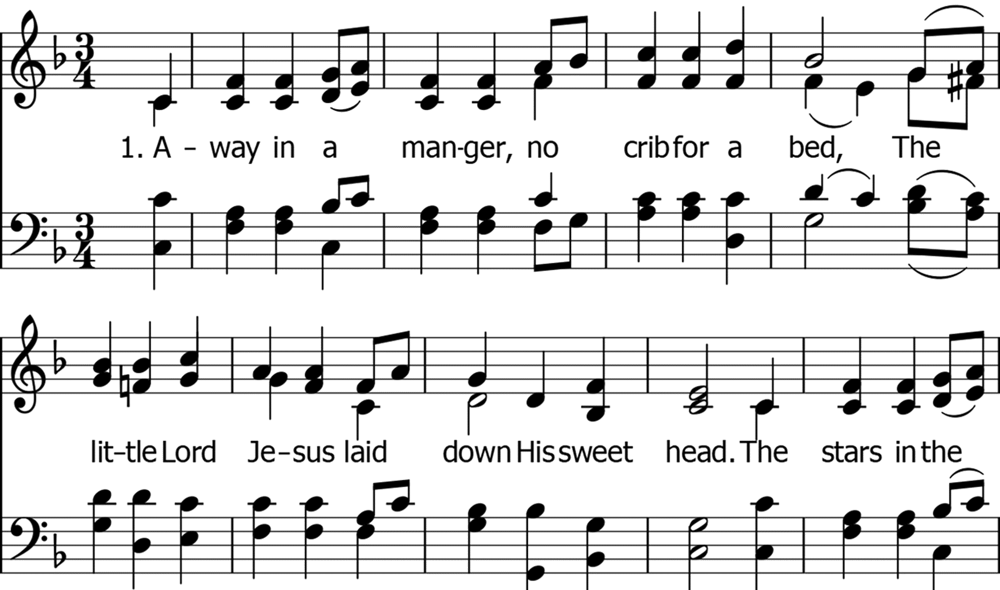 1. A – way in a man-ger, no crib for a bed, The
lit–tle Lord Je–sus laid down His sweet head. The stars in the